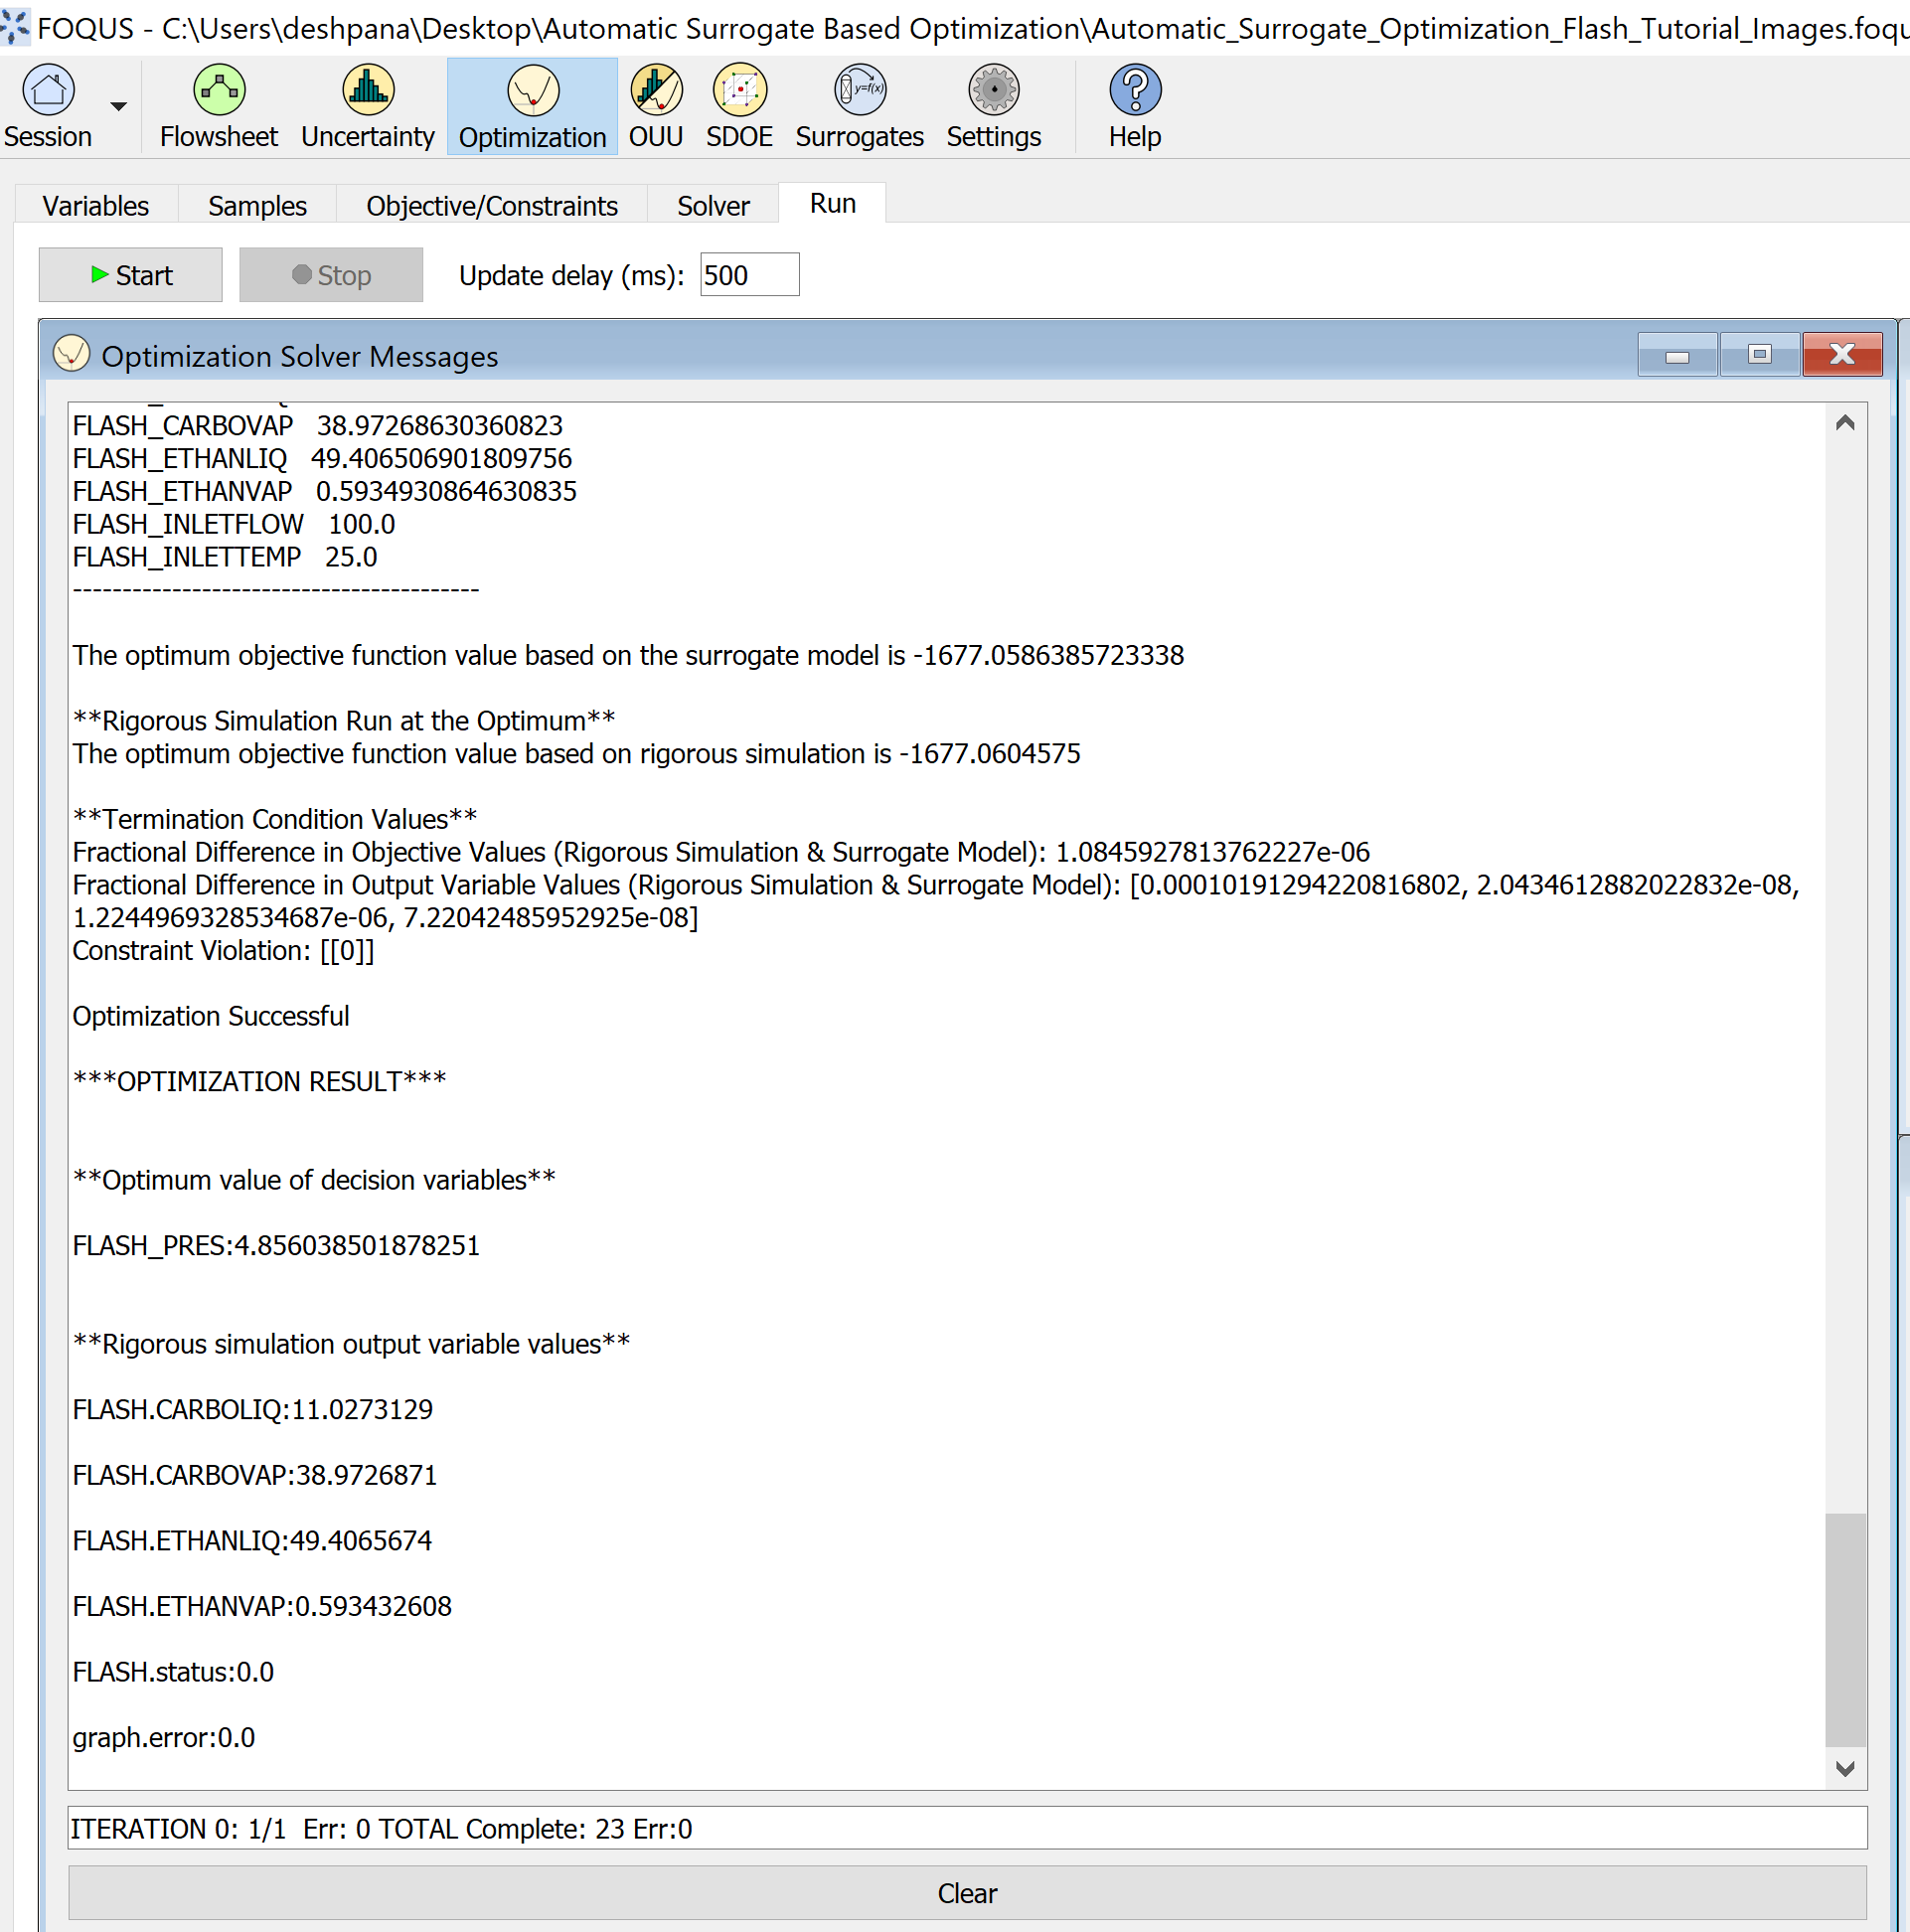 FOQUS - C:\Users\deshpana\Desktop\Automatic Surrogate Based Optimization\Automatic_Surrogate_Optimization_Flash_Tutorial_Images.foqu
Session
Flowsheet
Uncertainty
Optimization
OUU
SDOE
y=f(x)
Surrogates
Settings
Help
Variables
Samples
Objective/Constraints
Solver
Run
Start
Stop
Update delay (ms):
500
Optimization Solver Messages
FLASH_CARBOVAP   38.97268630360823
FLASH_ETHANLIQ   49.406506901809756
FLASH_ETHANVAP   0.5934930864630835
FLASH_INLETFLOW   100.0
FLASH_INLETTEMP   25.0
-----------------------------------------
The optimum objective function value based on the surrogate model is -1677.0586385723338
**Rigorous Simulation Run at the Optimum**
The optimum objective function value based on rigorous simulation is -1677.0604575
**Termination Condition Values**
Fractional Difference in Objective Values (Rigorous Simulation & Surrogate Model): 1.0845927813762227e-06
Fractional Difference in Output Variable Values (Rigorous Simulation & Surrogate Model): [0.00010191294220816802, 2.0434612882022832e-08,
1.2244969328534687e-06, 7.22042485952925e-08]
Constraint Violation: [[0]]
Optimization Successful
***OPTIMIZATION RESULT***
**Optimum value of decision variables**
FLASH_PRES:4.856038501878251
**Rigorous simulation output variable values**
FLASH.CARBOLIQ:11.0273129
FLASH.CARBOVAP:38.9726871
FLASH.ETHANLIQ:49.4065674
FLASH.ETHANVAP:0.593432608
FLASH.status:0.0
graph.error:0.0
ITERATION 0: 1/1  Err: 0 TOTAL Complete: 23 Err:0
Clear